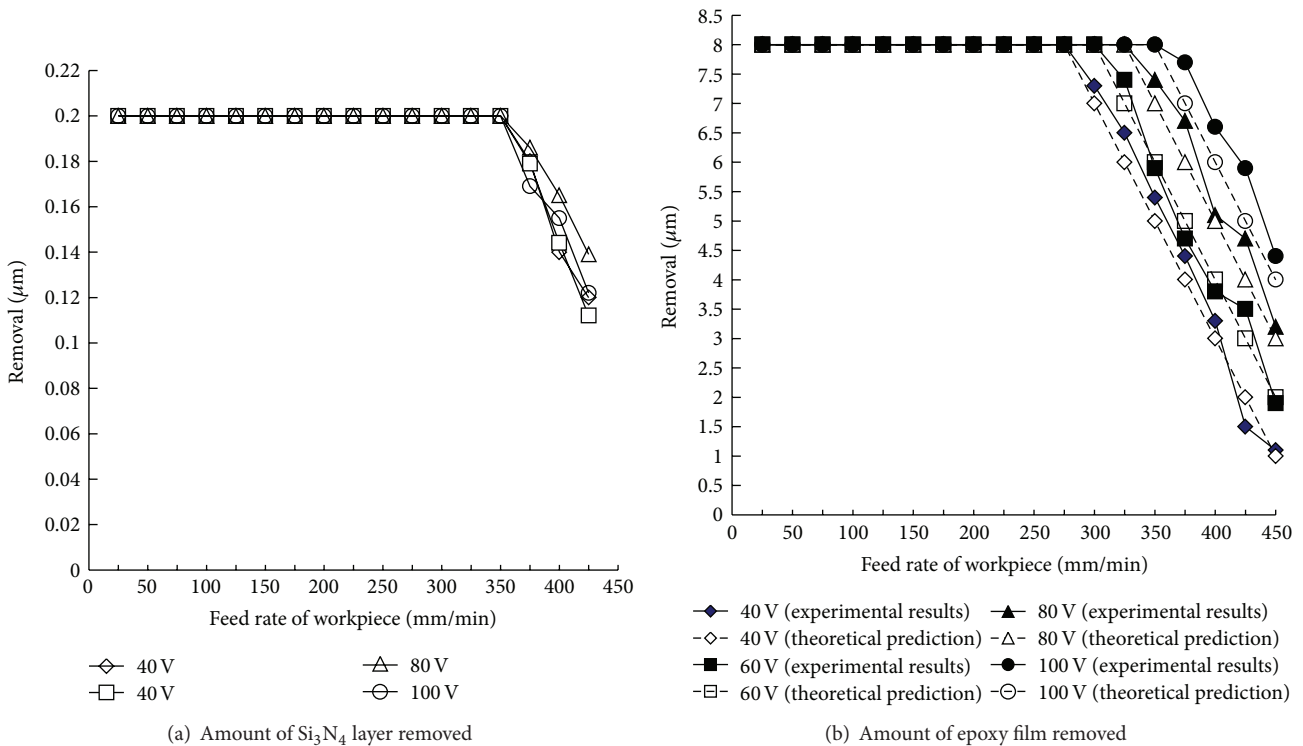 0.22
0.2
0.18
0.16
0.14
0.12
0.1
0.08
0.06
0.04
0.02
0
Removal (μm)
0 50 100 150 200 250 300 350 400 450
Feed rate of workpiece (mm/min)
40 V
40 V
80 V
100 V
(a) Amount of Si₃N₄ layer removed
8.5
8
7.5
7
6.5
6
5.5
5
4.5
4
3.5
3
2.5
2
1.5
1
0.5
0
Removal (μm)
0 50 100 150 200 250 300 350 400 450
Feed rate of workpiece (mm/min)
40 V (experimental results)
40 V (theoretical prediction)
60 V (experimental results)
60 V (theoretical prediction)
80 V (experimental results)
80 V (theoretical prediction)
100 V (experimental results)
100 V (theoretical prediction)
(b) Amount of epoxy film removed